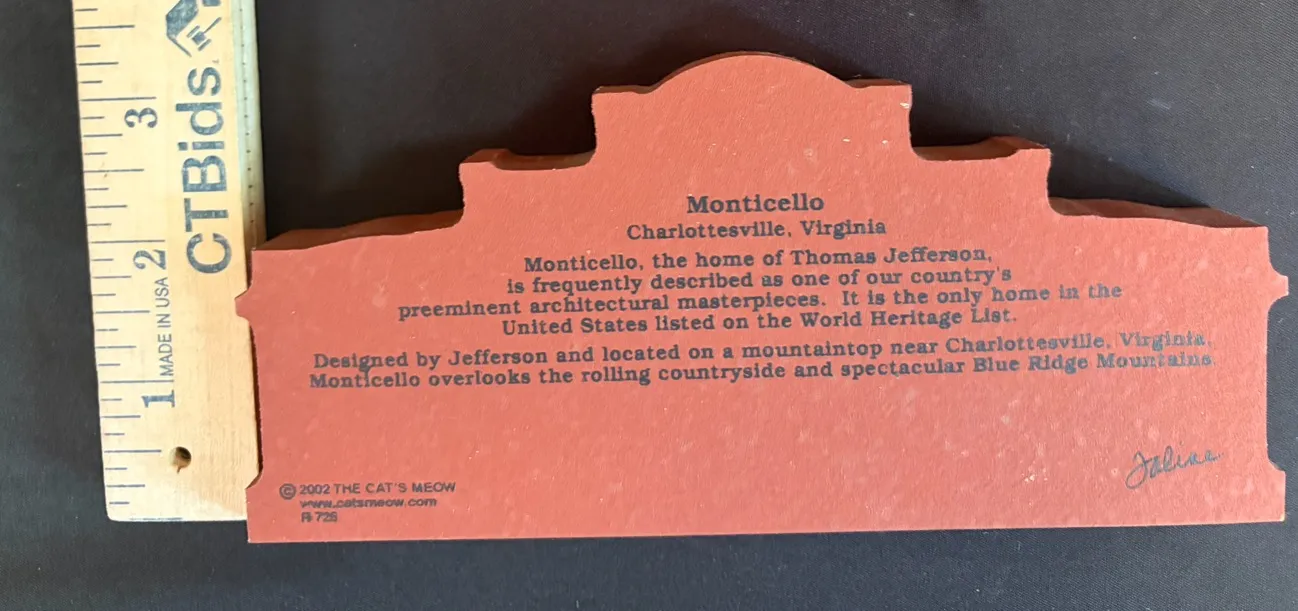 CTBids
3
2
1
MADE IN USA
Monticello
Charlottesville, Virginia
Monticello, the home of Thomas Jefferson,
is frequently described as one of our country's
preeminent architectural masterpieces. It is the only home in the
United States listed on the World Heritage List.
Designed by Jefferson and located on a mountaintop near Charlottesville, Virginia,
Monticello overlooks the rolling countryside and spectacular Blue Ridge Mountains.
© 2002 THE CAT'S MEOW
www.catsmeow.com
R 726
Faline